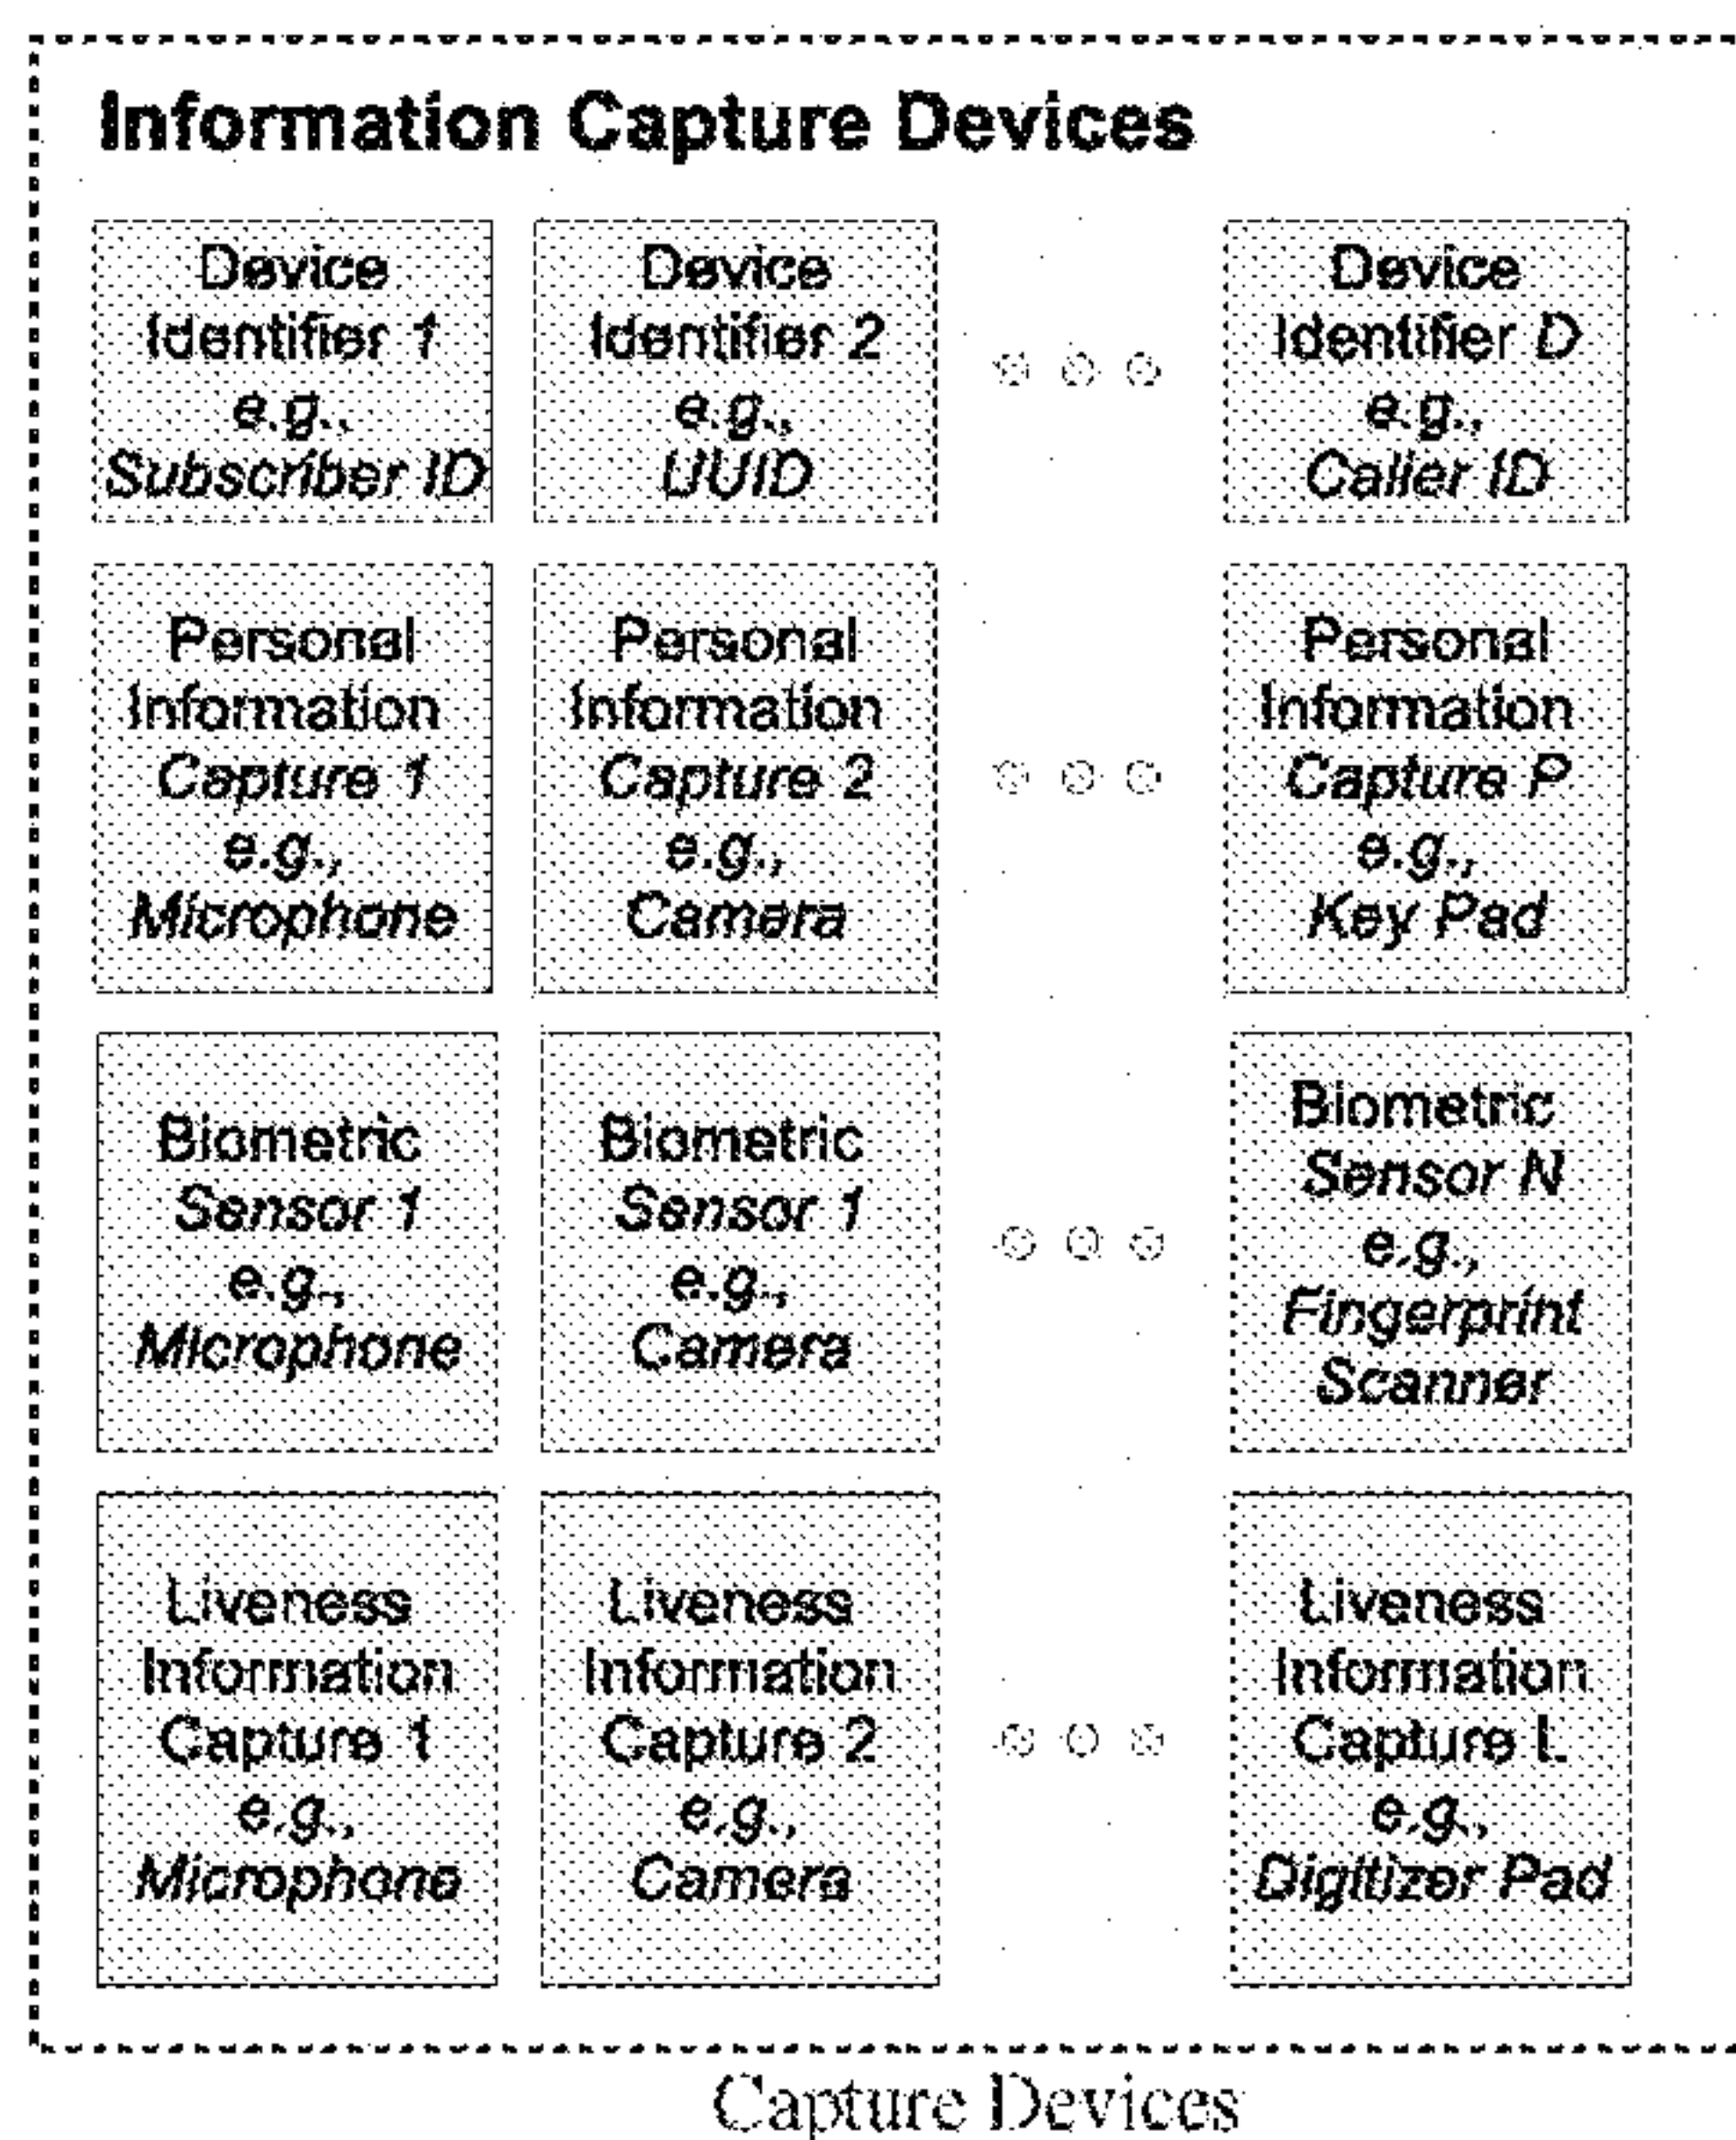 Information Capture Devices
Device
Identifier 1
e.g.,
Subscriber ID
Device
Identifier 2
e.g.,
UUID
Device
Identifier D
e.g.,
Caller ID
Personal
Information
Capture 1
e.g.,
Microphone
Personal
Information
Capture 2
e.g.,
Camera
Personal
Information
Capture P
e.g.,
Key Pad
Biometric
Sensor 1
e.g.,
Microphone
Biometric
Sensor 1
e.g.,
Camera
Biometric
Sensor N
e.g.,
Fingerprint
Scanner
Liveness
Information
Capture 1
e.g.,
Microphone
Liveness
Information
Capture 2
e.g.,
Camera
Liveness
Information
Capture L
e.g.,
Digitizer Pad
Capture Devices